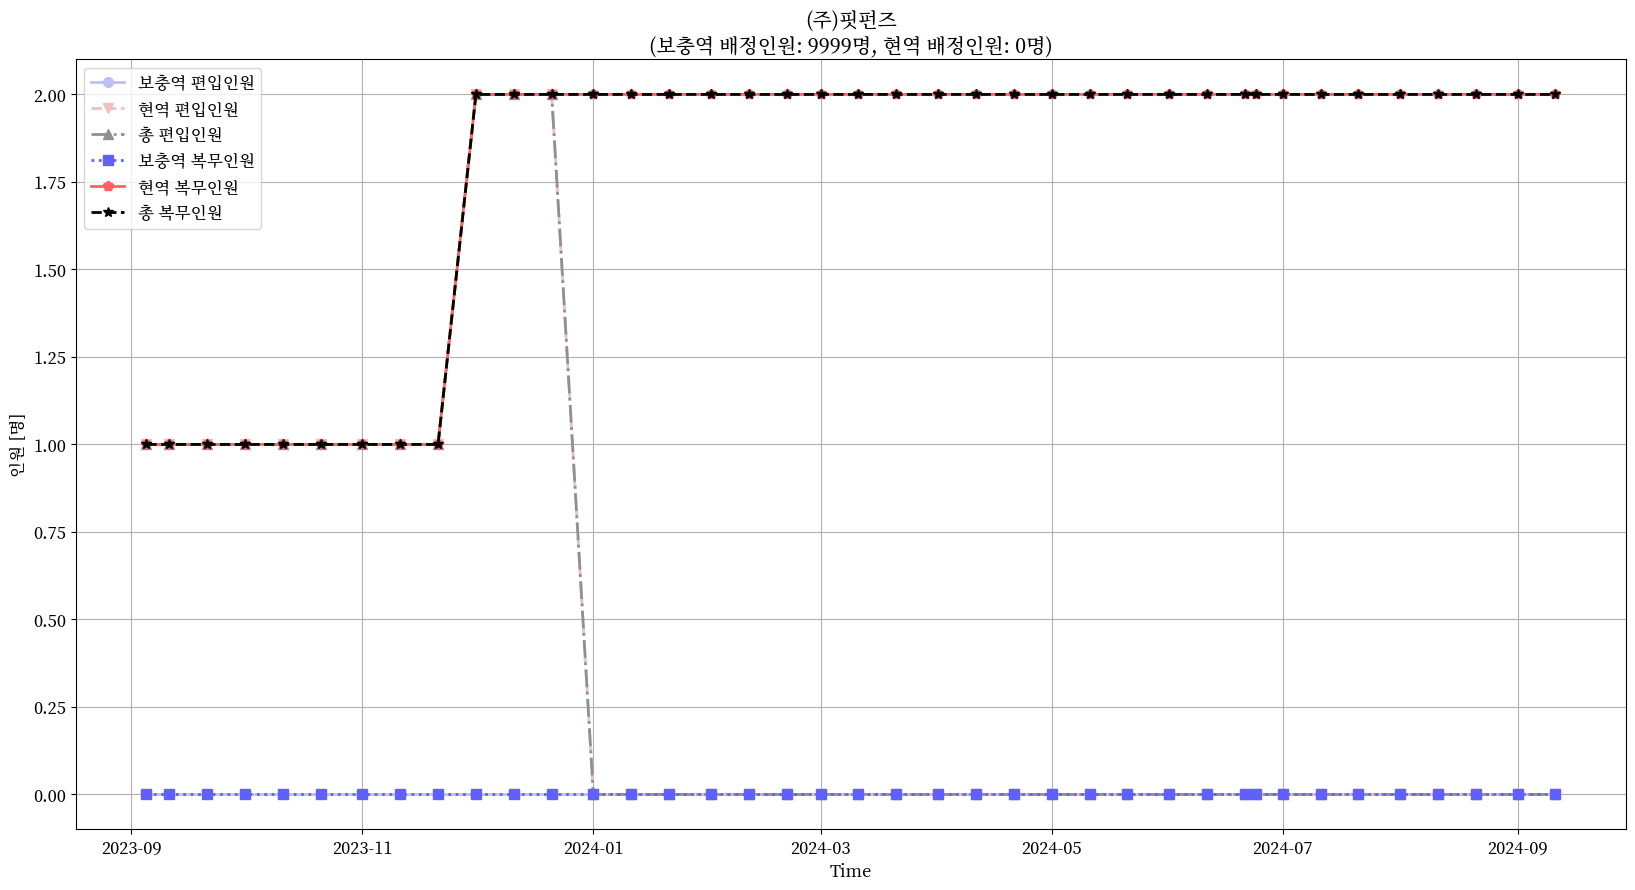 (주)핏펀즈
(보충역 배정인원: 9999명, 현역 배정인원: 0명)
보충역 편입인원
현역 편입인원
총 편입인원
보충역 복무인원
현역 복무인원
총 복무인원
2.00
1.75
1.50
1.25
1.00
0.75
0.50
0.25
0.00
인원 [명]
2023-09 2023-11 2024-01 2024-03 2024-05 2024-07 2024-09
Time